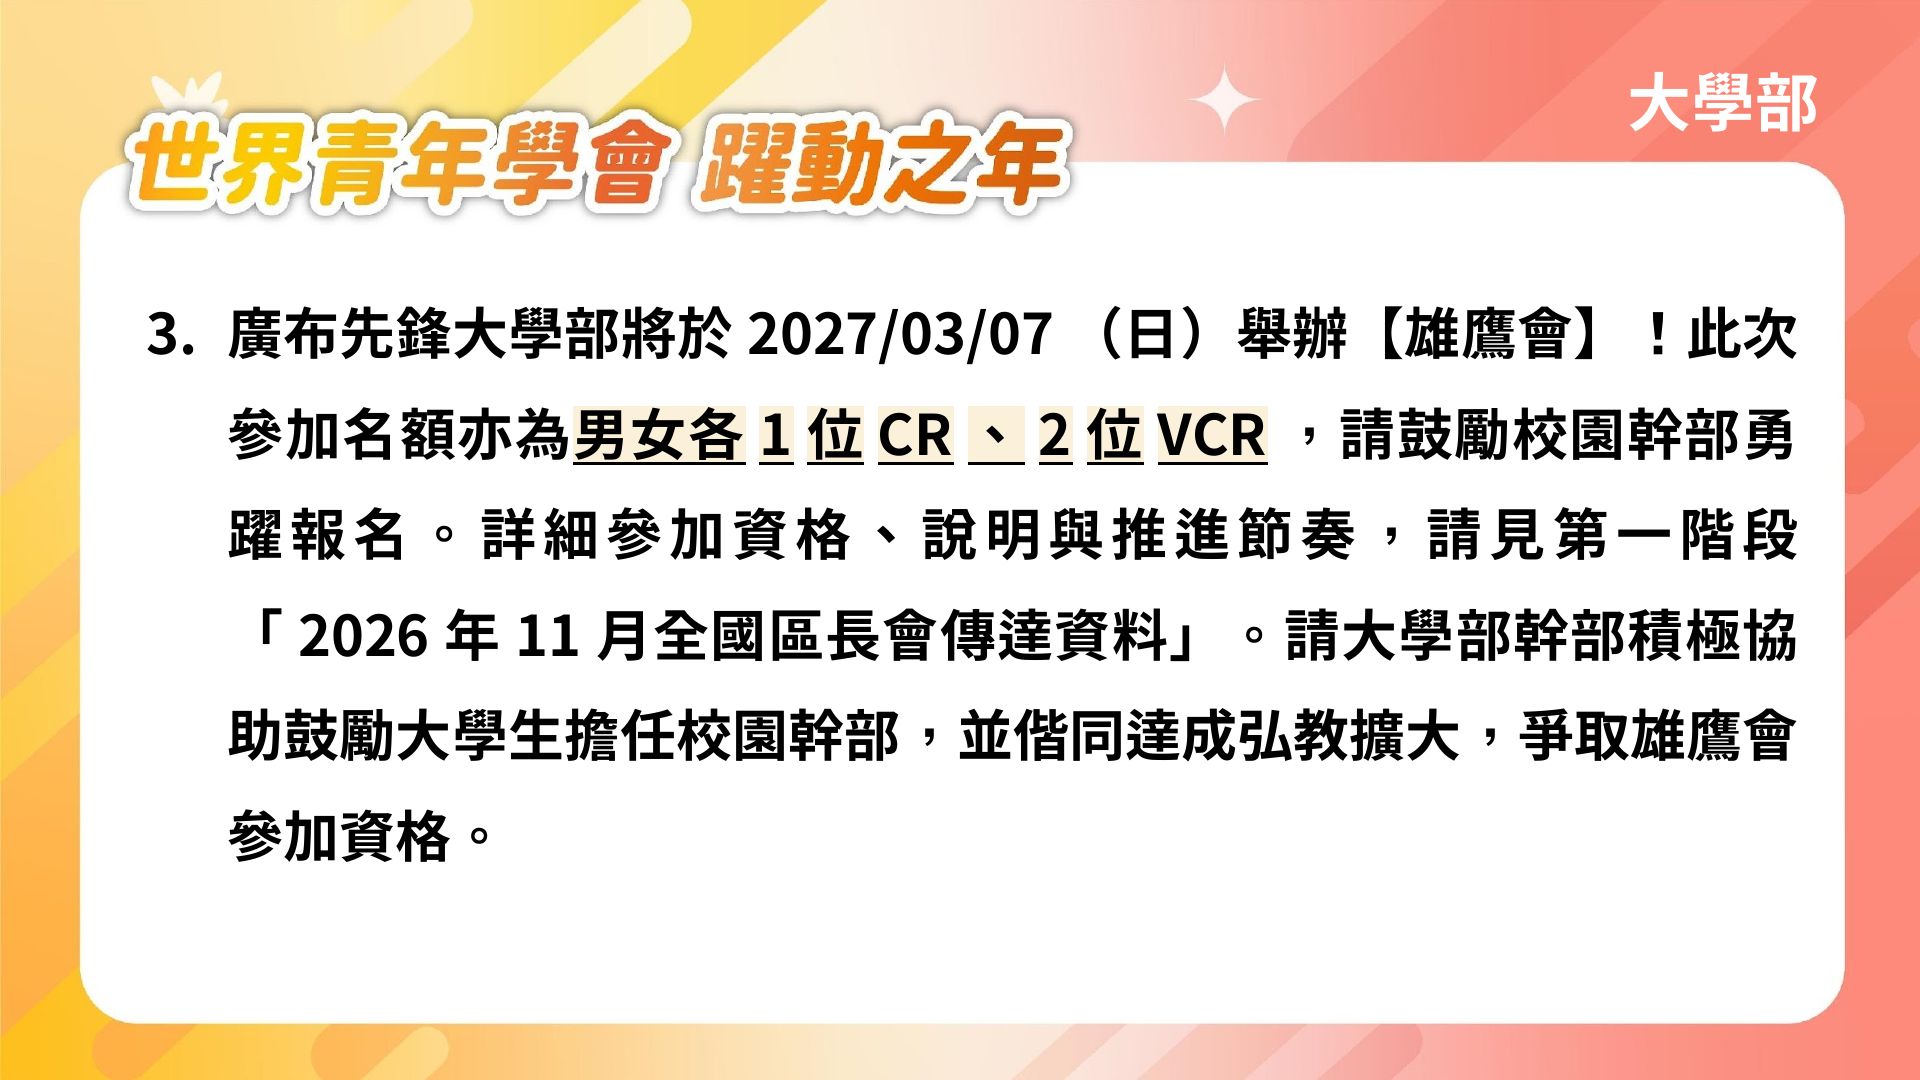 大學部
世界青年學會 躍動之年
3. 廣布先鋒大學部將於 2027/03/07（日）舉辦【雄鷹會】！此次
參加名額亦為男女各 1 位 CR、2 位 VCR，請鼓勵校園幹部勇
躍報名。詳細參加資格、說明與推進節奏，請見第一階段
「2026 年 11 月全國區長會傳達資料」。請大學部幹部積極協
助鼓勵大學生擔任校園幹部，並偕同達成弘教擴大，爭取雄鷹會
參加資格。